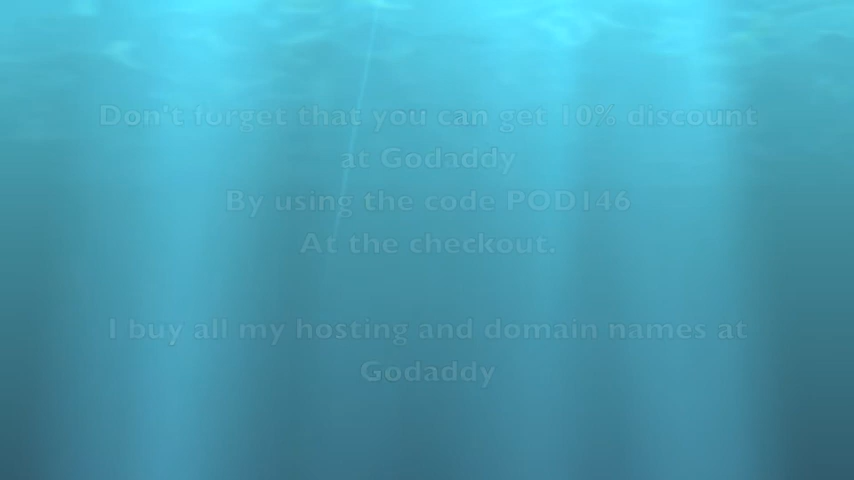 Don't forget that you can get 10% discount
at Godaddy
By using the code POD146
At the checkout.
I buy all my hosting and domain names at
Godaddy